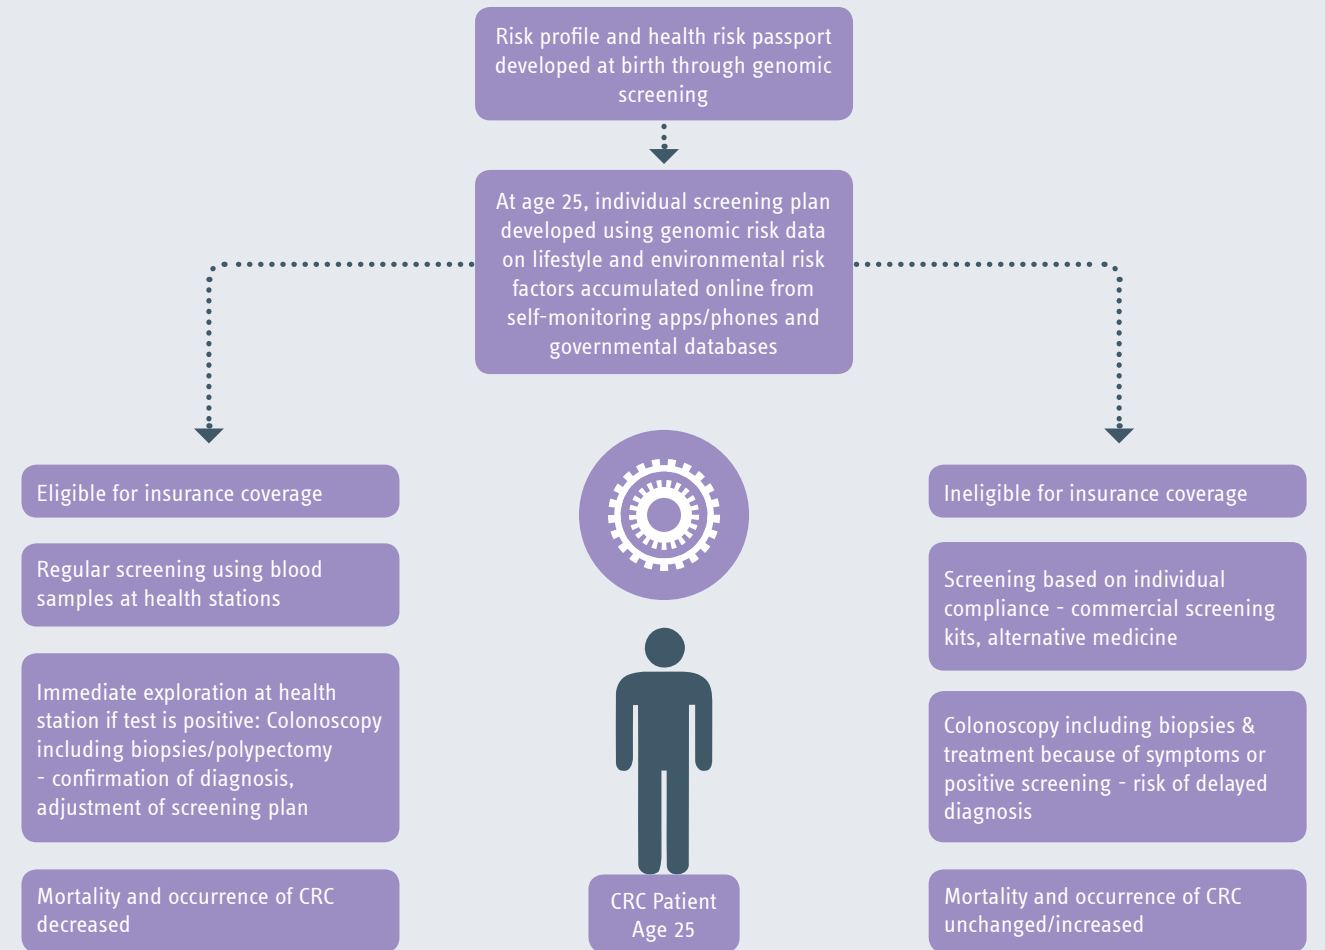 Risk profile and health risk passport
developed at birth through genomic
screening
At age 25, individual screening plan
developed using genomic risk data
on lifestyle and environmental risk
factors accumulated online from
self-monitoring apps/phones and
governmental databases
Eligible for insurance coverage
Regular screening using blood
samples at health stations
Immediate exploration at health
station if test is positive: Colonoscopy
including biopsies/polypectomy
- confirmation of diagnosis,
adjustment of screening plan
Mortality and occurrence of CRC
decreased
CRC Patient
Age 25
Ineligible for insurance coverage
Screening based on individual
compliance - commercial screening
kits, alternative medicine
Colonoscopy including biopsies &
treatment because of symptoms or
positive screening - risk of delayed
diagnosis
Mortality and occurrence of CRC
unchanged/increased